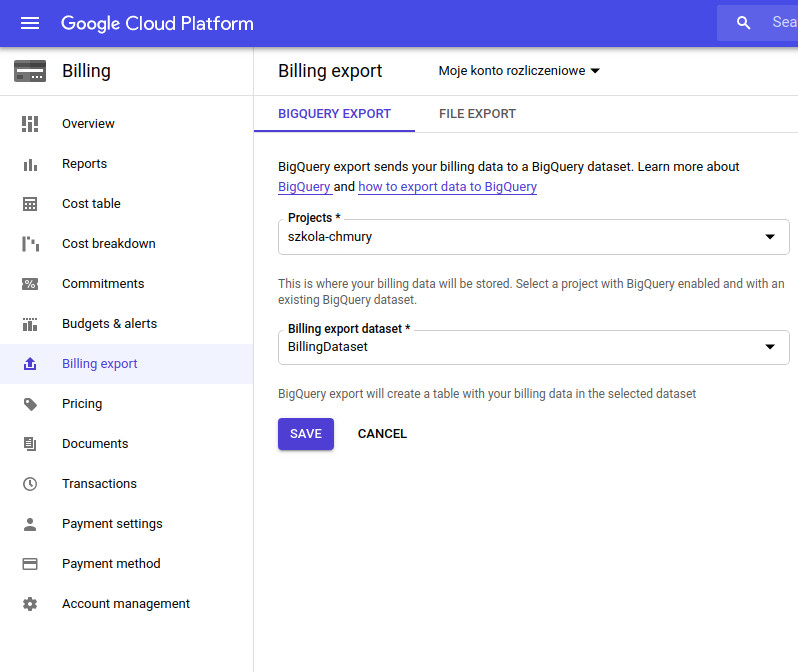 Google Cloud Platform
Sea
Billing
Billing export
Moje konto rozliczeniowe
Overview
Reports
Cost table
Cost breakdown
Commitments
Budgets & alerts
Billing export
Pricing
Documents
Transactions
Payment settings
Payment method
Account management
BIGQUERY EXPORT
FILE EXPORT
BigQuery export sends your billing data to a BigQuery dataset. Learn more about
BigQuery and how to export data to BigQuery
Projects *
szkola-chmury
This is where your billing data will be stored. Select a project with BigQuery enabled and with an
existing BigQuery dataset.
Billing export dataset *
BillingDataset
BigQuery export will create a table with your billing data in the selected dataset
SAVE
CANCEL